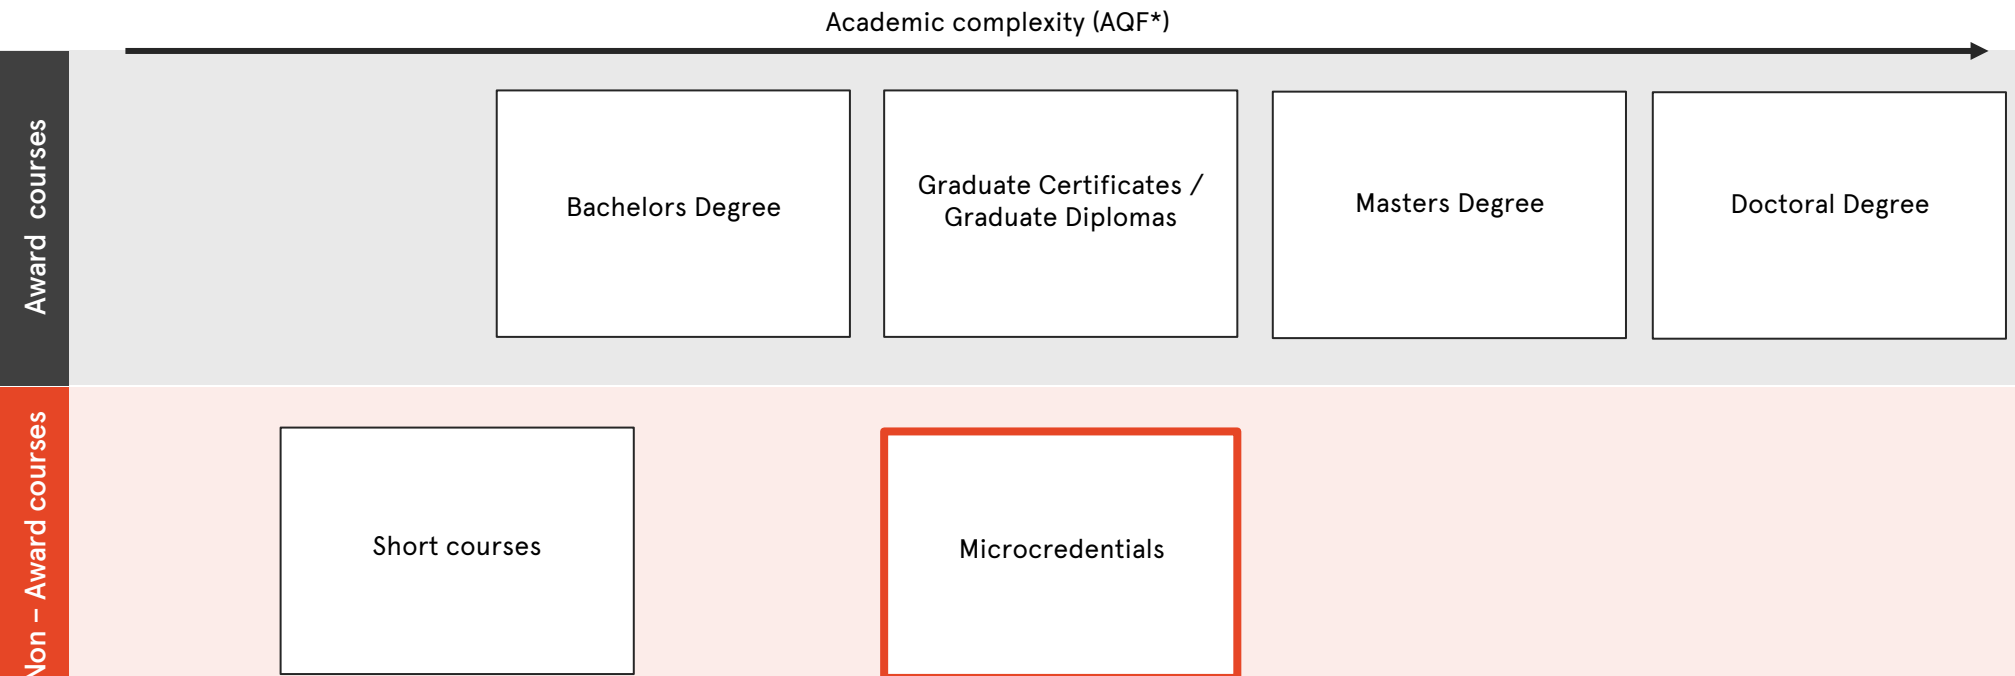 Academic complexity (AQF*)
Award courses
Bachelors Degree
Graduate Certificates /
Graduate Diplomas
Masters Degree
Doctoral Degree
Non – Award courses
Short courses
Microcredentials